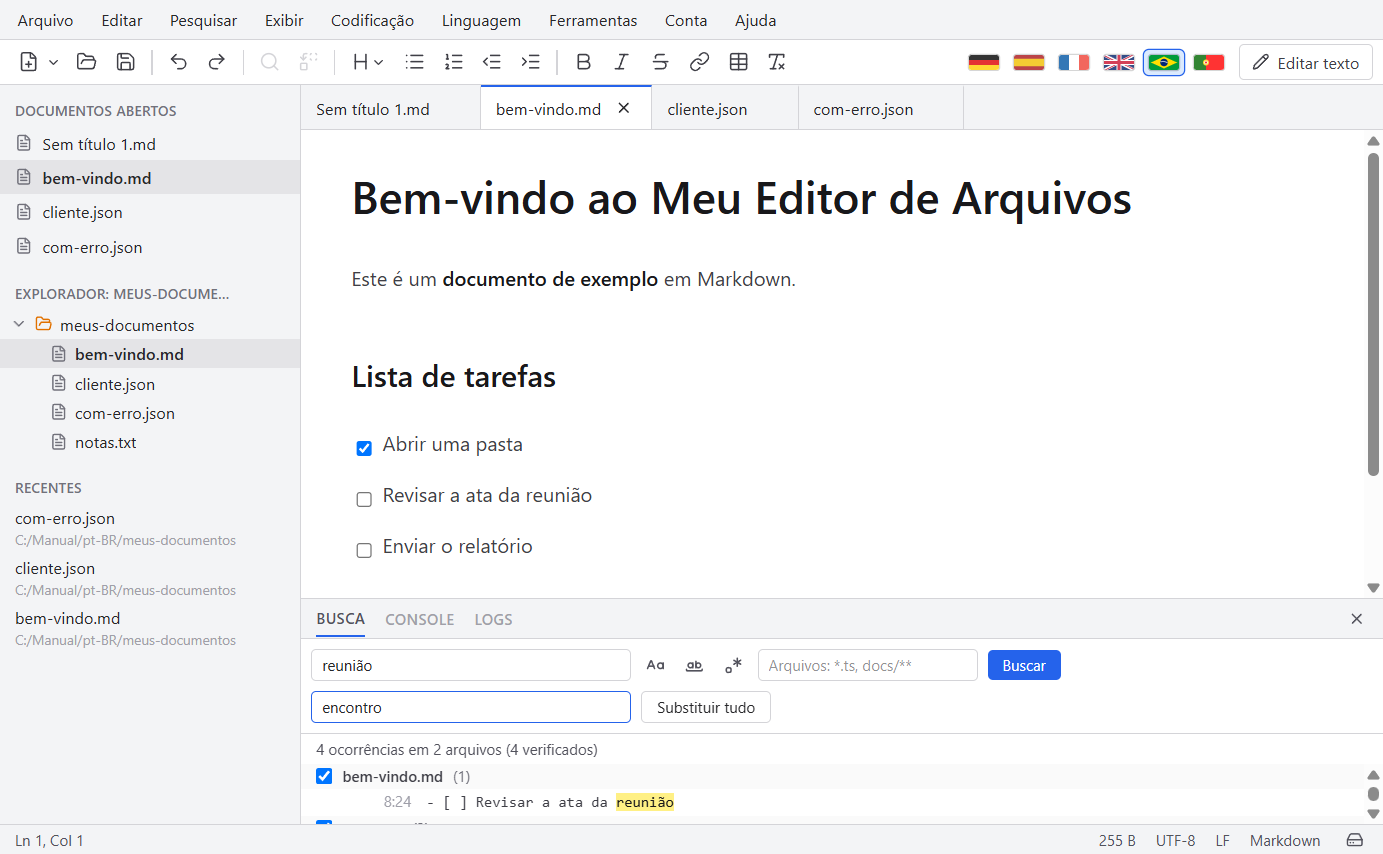 Arquivo Editar Pesquisar Exibir Codificação Linguagem Ferramentas Conta Ajuda
Editar texto
DOCUMENTOS ABERTOS
Sem título 1.md
bem-vindo.md
cliente.json
com-erro.json
EXPLORADOR: MEUS-DOCUME...
meus-documentos
bem-vindo.md
cliente.json
com-erro.json
notas.txt
RECENTES
com-erro.json
C:/Manual/pt-BR/meus-documentos
cliente.json
C:/Manual/pt-BR/meus-documentos
bem-vindo.md
C:/Manual/pt-BR/meus-documentos
Sem título 1.md bem-vindo.md cliente.json com-erro.json
Bem-vindo ao Meu Editor de Arquivos
Este é um documento de exemplo em Markdown.
Lista de tarefas
Abrir uma pasta
Revisar a ata da reunião
Enviar o relatório
BUSCA CONSOLE LOGS
reunião Aa ab .* Arquivos: *.ts, docs/** Buscar
encontro Substituir tudo
4 ocorrências em 2 arquivos (4 verificados)
bem-vindo.md (1)
8:24 - [ ] Revisar a ata da reunião
Ln 1, Col 1 255 B UTF-8 LF Markdown